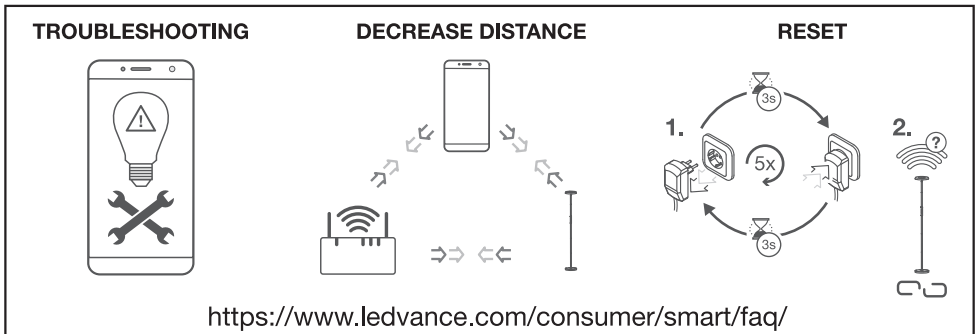 TROUBLESHOOTING
DECREASE DISTANCE
RESET
3s
1.
5x
2.
?
!
3s
https://www.ledvance.com/consumer/smart/faq/